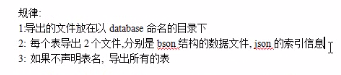 规律:
1:导出的文件放在以 database 命名的目录下
2: 每个表导出 2 个文件,分别是 bson 结构的数据文件, json 的索引信息
3: 如果不声明表名, 导出所有的表